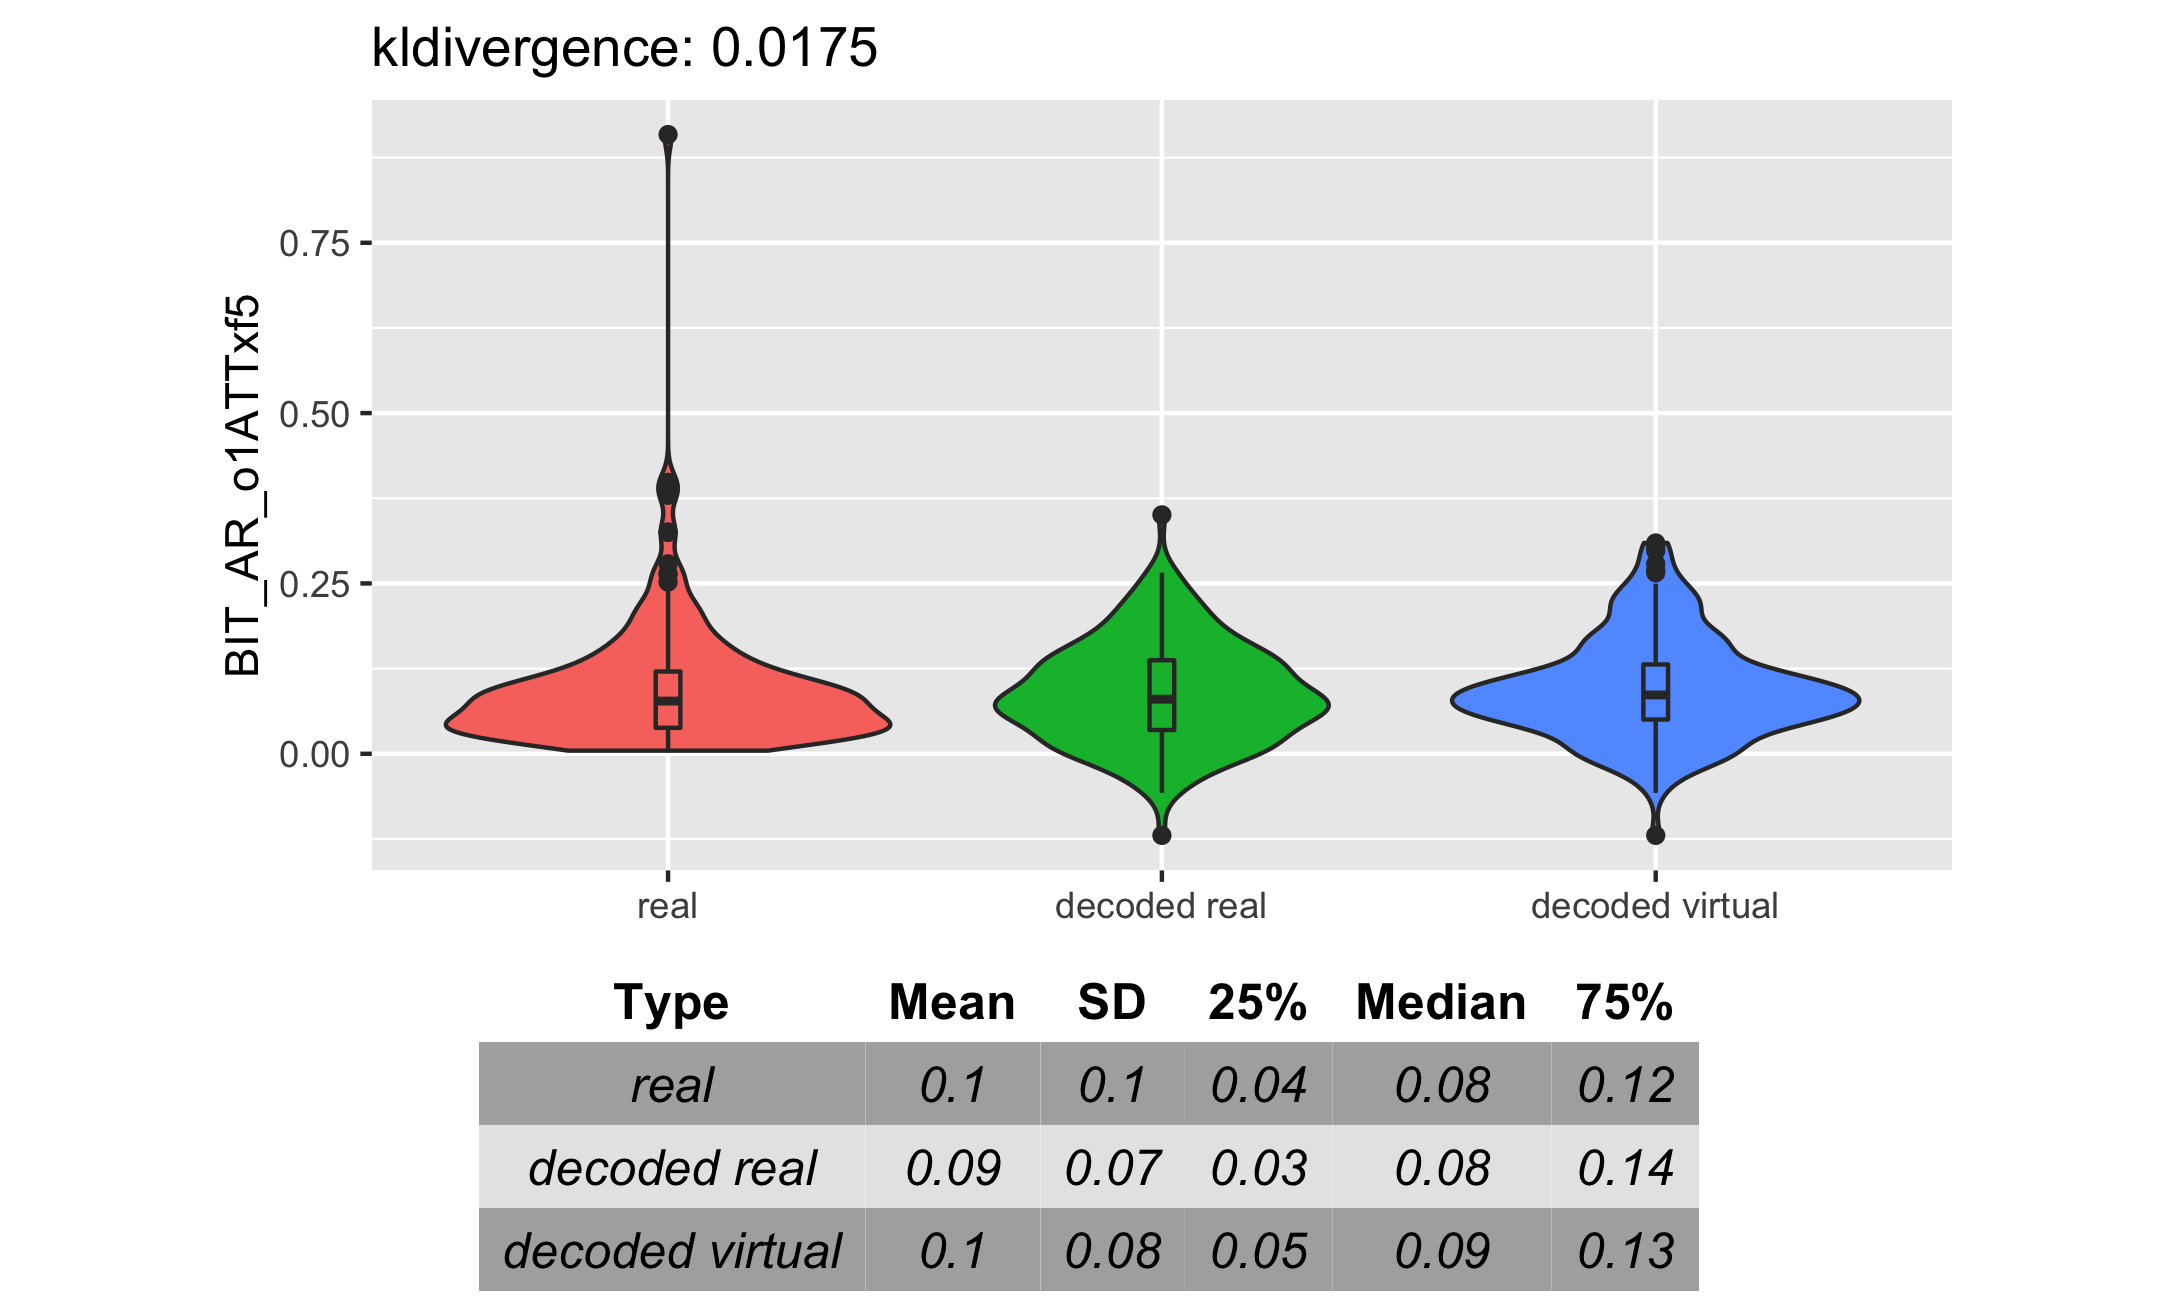 kldivergence: 0.0175
BIT_AR_o1ATTxf5
0.75
0.50
0.25
0.00
real decoded real decoded virtual
Type Mean SD 25% Median 75%
real 0.1 0.1 0.04 0.08 0.12
decoded real 0.09 0.07 0.03 0.08 0.14
decoded virtual 0.1 0.08 0.05 0.09 0.13